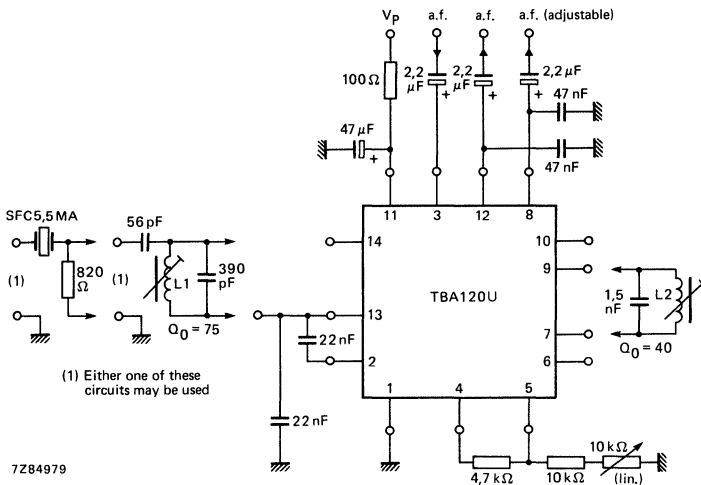 Vp a.f. a.f. a.f. (adjustable)
100Ω 2,2 μF + 2,2 μF + 2,2 μF +
47 nF
47 μF +
47 nF
11 3 12 8
SFC5,5MA
56 pF
14 10
9
(1) 820 Ω (1) L1 390 pF
TBA120U
1,5 nF L2
13
Q0 = 75
22 nF
7
Q0 = 40
2 6
(1) Either one of these
circuits may be used
1 4 5
22 nF
10 kΩ
4,7 kΩ 10 kΩ (lin.)
7Z84979